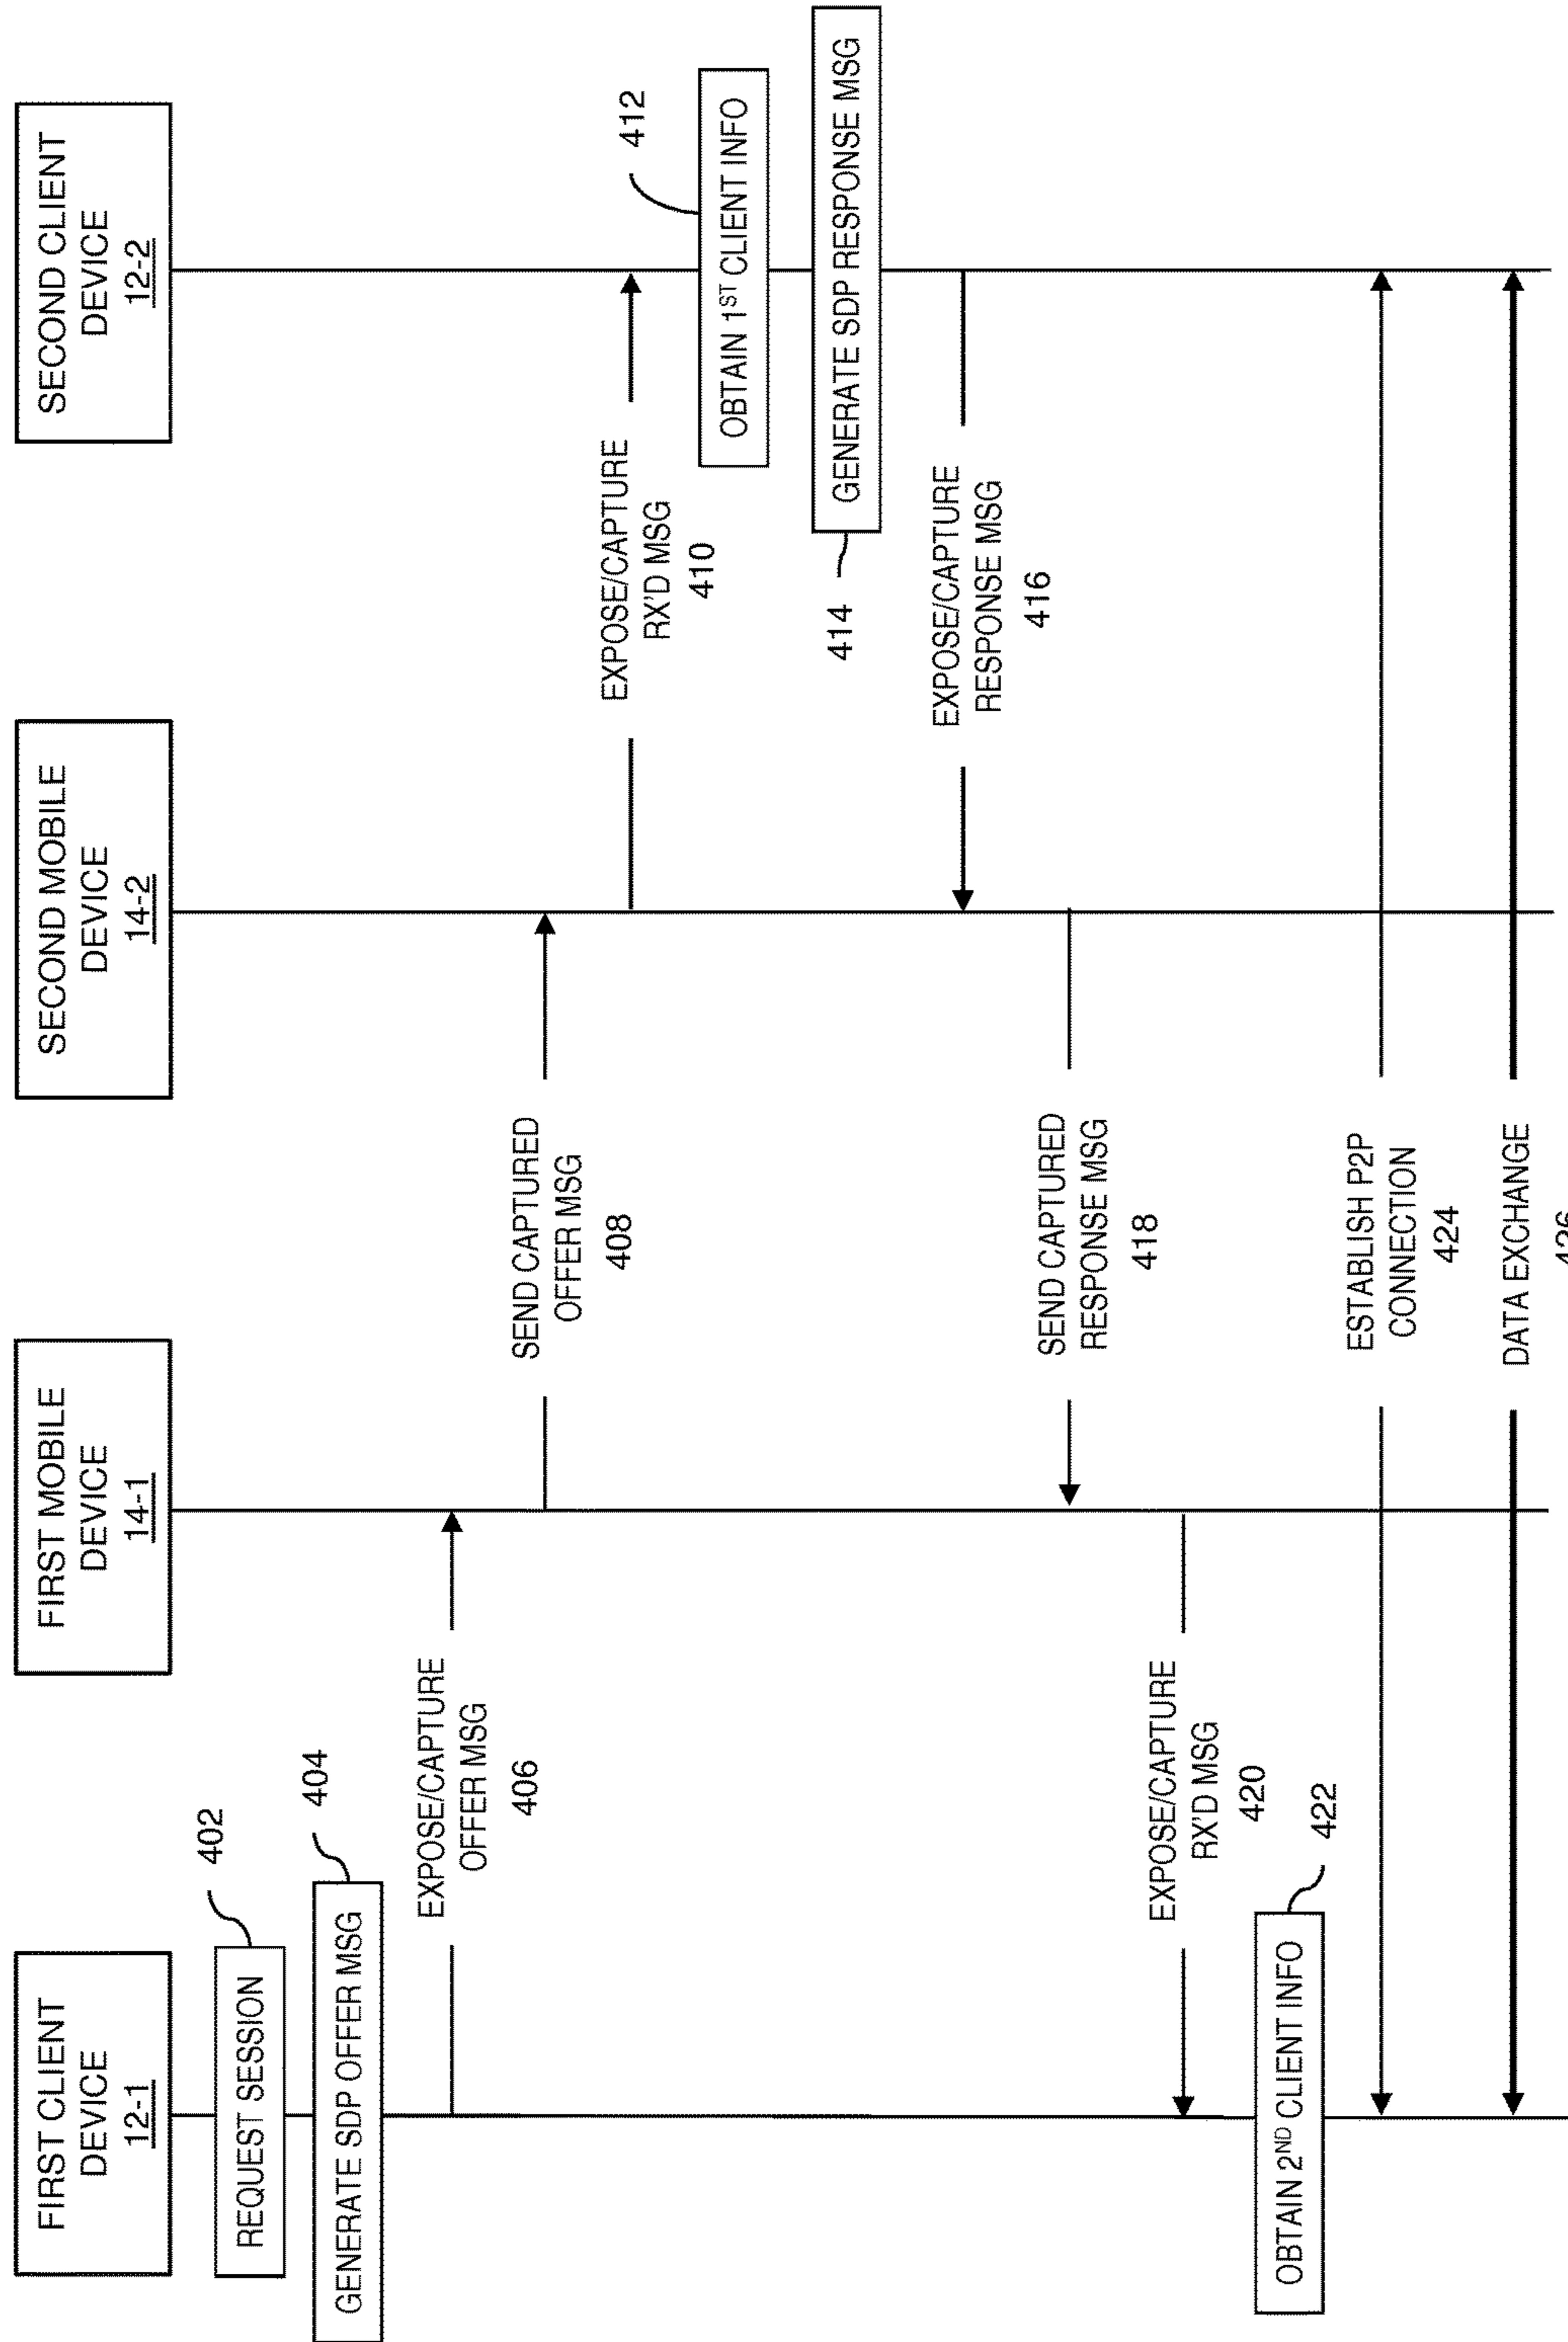 FIRST CLIENT
DEVICE
12-1
FIRST MOBILE
DEVICE
14-1
SECOND MOBILE
DEVICE
14-2
SECOND CLIENT
DEVICE
12-2
REQUEST SESSION
402
GENERATE SDP OFFER MSG
404
EXPOSE/CAPTURE
OFFER MSG
406
SEND CAPTURED
OFFER MSG
408
EXPOSE/CAPTURE
RX'D MSG
410
412
OBTAIN 1ST CLIENT INFO
414
GENERATE SDP RESPONSE MSG
EXPOSE/CAPTURE
RESPONSE MSG
416
SEND CAPTURED
RESPONSE MSG
418
EXPOSE/CAPTURE
RX'D MSG
420
OBTAIN 2ND CLIENT INFO
422
ESTABLISH P2P
CONNECTION
424
DATA EXCHANGE